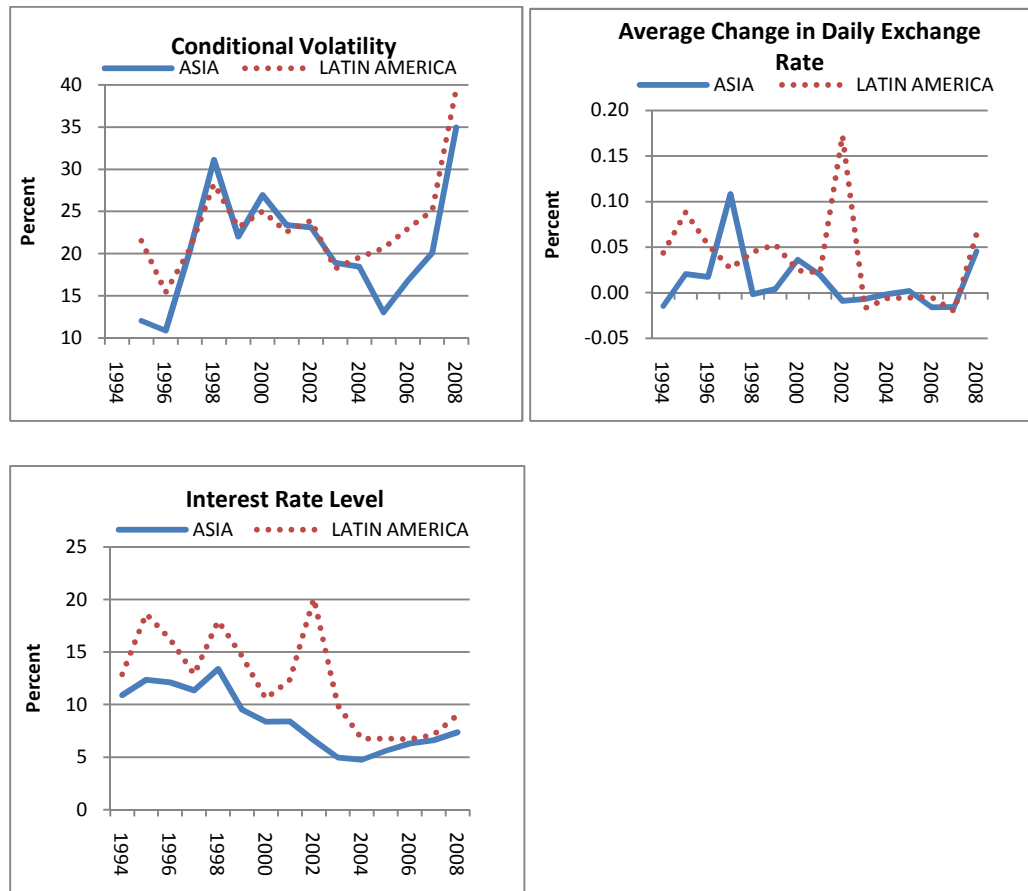 Conditional Volatility
ASIA LATIN AMERICA
40
35
30
25
20
15
10
Percent
1994 1996 1998 2000 2002 2004 2006 2008
Average Change in Daily Exchange
Rate
ASIA LATIN AMERICA
0.20
0.15
0.10
0.05
0.00
-0.05
Percent
1994 1996 1998 2000 2002 2004 2006 2008
Interest Rate Level
ASIA LATIN AMERICA
25
20
15
10
5
0
Percent
1994 1996 1998 2000 2002 2004 2006 2008